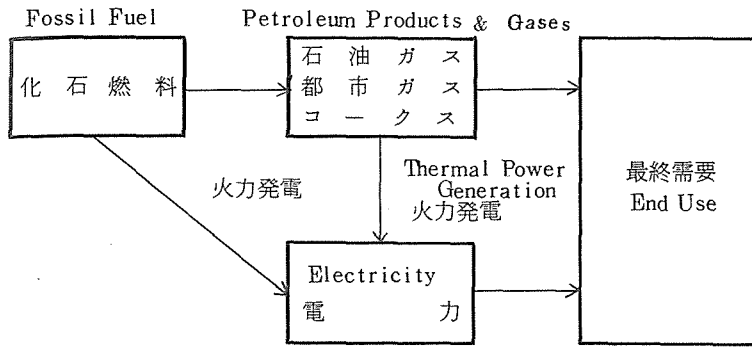 Fossil Fuel
Petroleum Products & Gases
化石燃料
石油ガス
都市ガス
コークス
火力発電
Thermal Power
Generation
火力発電
最終需要
End Use
Electricity
電力